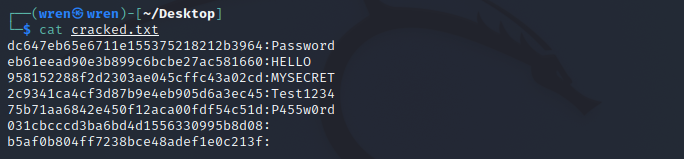 ┌──(wren㉿wren)-[~/Desktop]
└─$ cat cracked.txt
dc647eb65e6711e155375218212b3964:Password
eb61eead90e3b899c6bcbe27ac581660:HELLO
958152288f2d2303ae045cffc43a02cd:MYSECRET
2c9341ca4cf3d87b9e4eb905d6a3ec45:Test1234
75b71aa6842e450f12aca00fdf54c51d:P455w0rd
031cbcccd3ba6bd4d1556330995b8d08:
b5af0b804ff7238bce48adef1e0c213f: